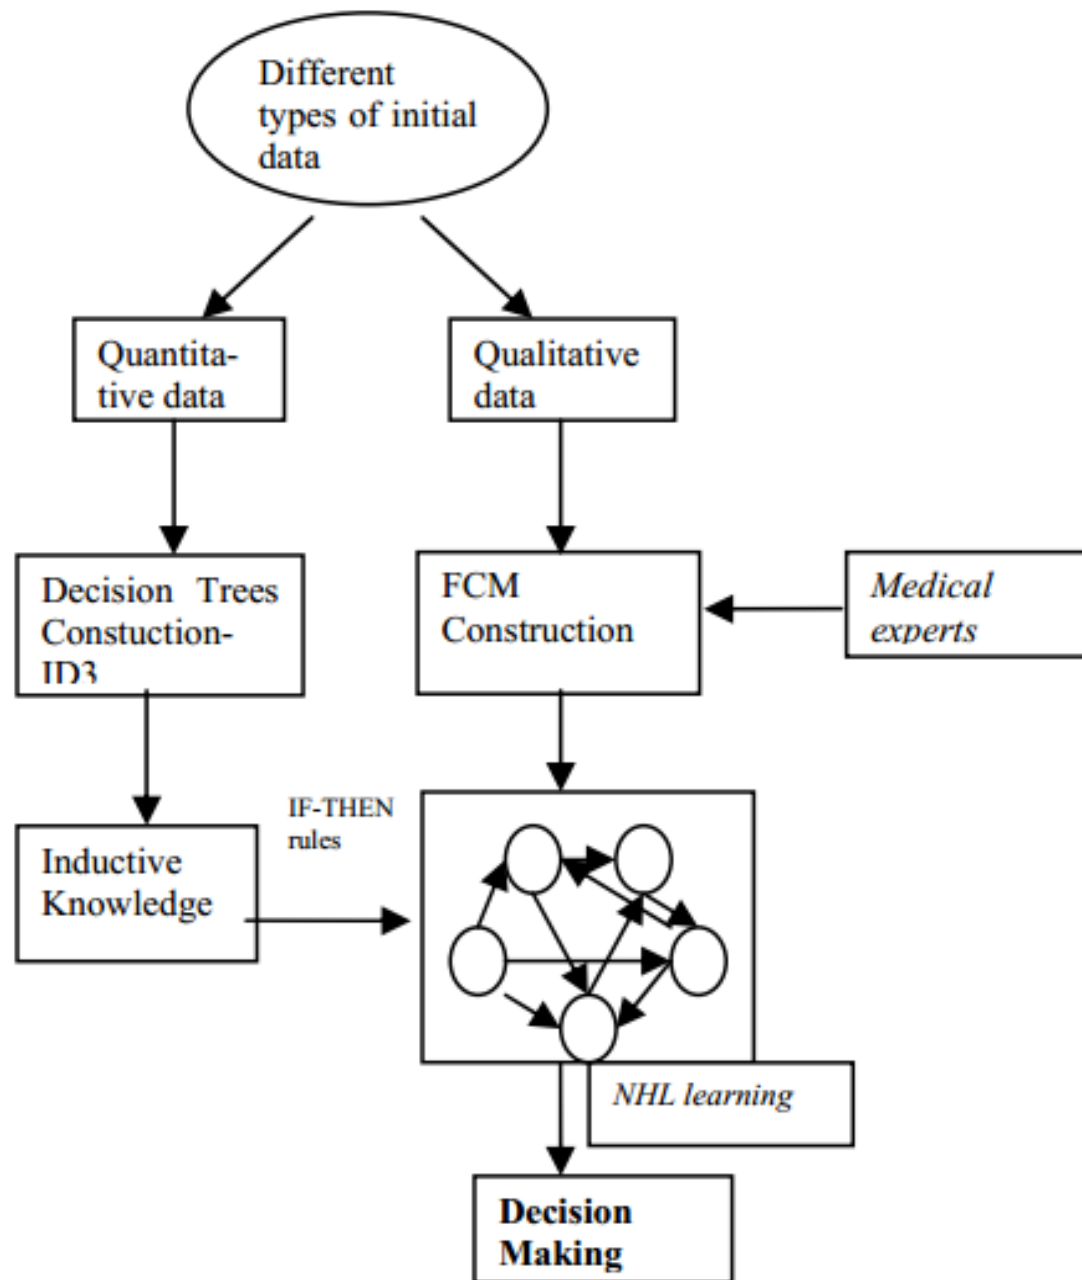 Different
types of initial
data
Quantita-
tive data
Qualitative
data
Decision Trees
Constuction-
ID3
FCM
Construction
Medical
experts
IF-THEN
rules
Inductive
Knowledge
NHL learning
Decision
Making